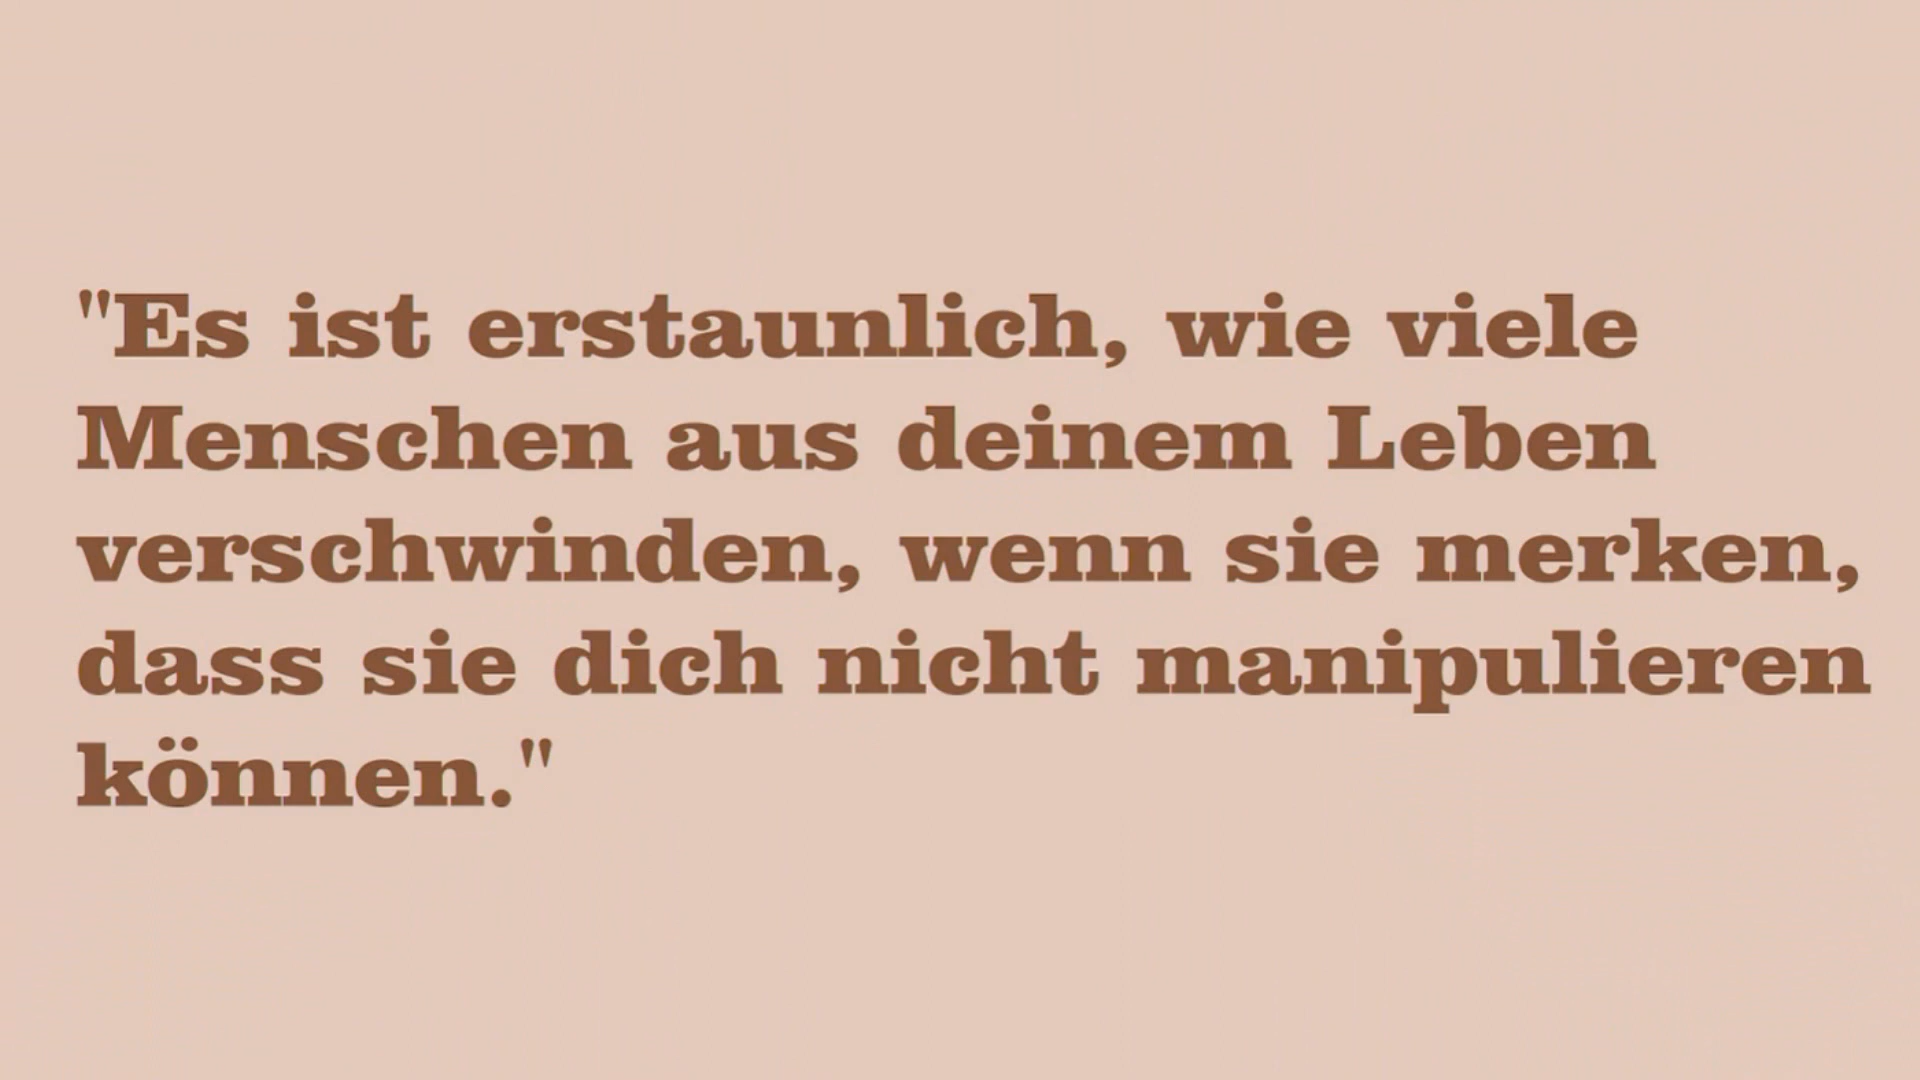 "Es ist erstaunlich, wie viele
Menschen aus deinem Leben
verschwinden, wenn sie merken,
dass sie dich nicht manipulieren
können."